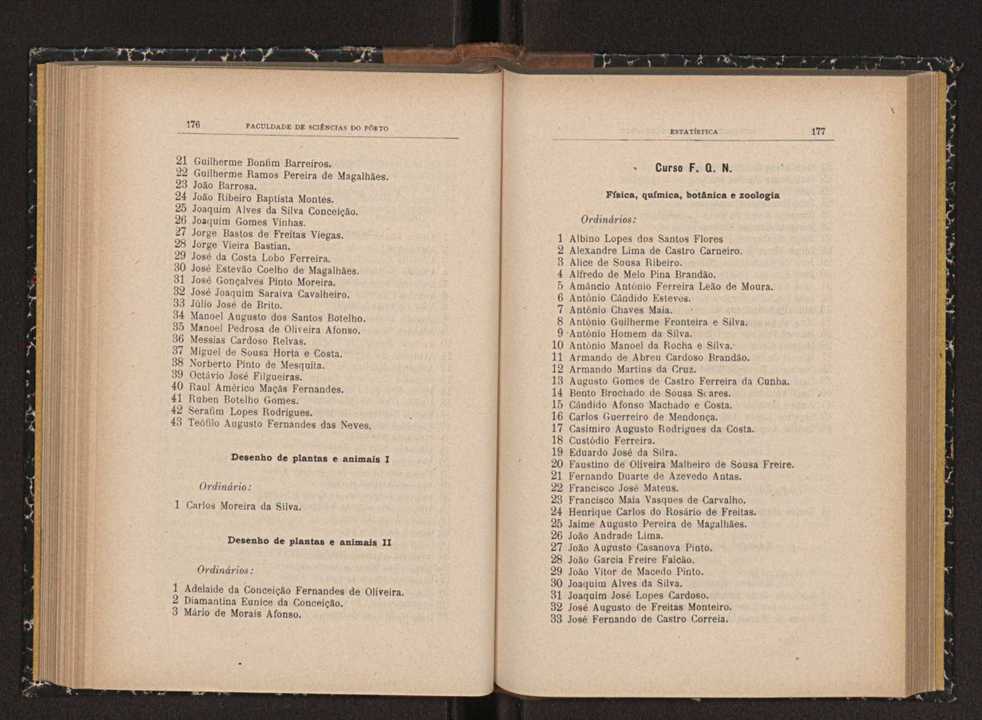 176 FACULDADE DE SCIÊNCIAS DO PÔRTO
21 Guilherme Bonfim Barreiros.
22 Guilherme Ramos Pereira de Magalhães.
23 João Barrosa.
24 João Ribeiro Baptista Montes.
25 Joaquim Alves da Silva Conceição.
26 Joaquim Gomes Vinhas.
27 Jorge Bastos de Freitas Viegas.
28 Jorge Vieira Bastian.
29 José da Costa Lobo Ferreira.
30 José Estevão Coelho de Magalhães.
31 José Gonçalves Pinto Moreira.
32 José Joaquim Saraiva Cavalheiro.
33 Júlio José de Brito.
34 Manoel Augusto dos Santos Botelho.
35 Manoel Pedrosa de Oliveira Afonso.
36 Messias Cardoso Relvas.
37 Miguel de Sousa Horta e Costa.
38 Norberto Pinto de Mesquita.
39 Octávio José Filgueiras.
40 Raul Américo Maçãs Fernandes.
41 Ruben Botelho Gomes.
42 Serafim Lopes Rodrigues.
43 Teófilo Augusto Fernandes das Neves.
Desenho de plantas e animais I
Ordinário:
1 Carlos Moreira da Silva.
Desenho de plantas e animais II
Ordinários:
1 Adelaide da Conceição Fernandes de Oliveira.
2 Diamantina Eunice da Conceição.
3 Mário de Morais Afonso.
ESTATÍSTICA 177
Curso F. Q. N.
Física, química, botânica e zoologia
Ordinários:
1 Albino Lopes dos Santos Flores
2 Alexandre Lima de Castro Carneiro.
3 Alice de Sousa Ribeiro.
4 Alfredo de Melo Pina Brandão.
5 Amâncio António Ferreira Leão de Moura.
6 António Cándido Esteves.
7 António Chaves Maia.
8 António Guilherme Fronteira e Silva.
9 António Homem da Silva.
10 António Manoel da Rocha e Silva.
11 Armando de Abreu Cardoso Brandão.
12 Armando Martins da Cruz.
13 Augusto Gomes de Castro Ferreira da Cunha.
14 Bento Brochado de Sousa Soares.
15 Cândido Afonso Machado e Costa.
16 Carlos Guerreiro de Mendonça.
17 Casimiro Augusto Rodrigues da Costa.
18 Custódio Ferreira.
19 Eduardo José da Silra.
20 Faustino de Oliveira Malheiro de Sousa Freire.
21 Fernando Duarte de Azevedo Antas.
22 Francisco José Mateus.
23 Francisco Maia Vasques de Carvalho.
24 Henrique Carlos do Rosário de Freitas.
25 Jaime Augusto Pereira de Magalhães.
26 João Andrade Lima.
27 João Augusto Casanova Pinto.
28 João Garcia Freire Falcão.
29 João Vitor de Macedo Pinto.
30 Joaquim Alves da Silva.
31 Joaquim José Lopes Cardoso.
32 José Augusto de Freitas Monteiro.
33 José Fernando de Castro Correia.